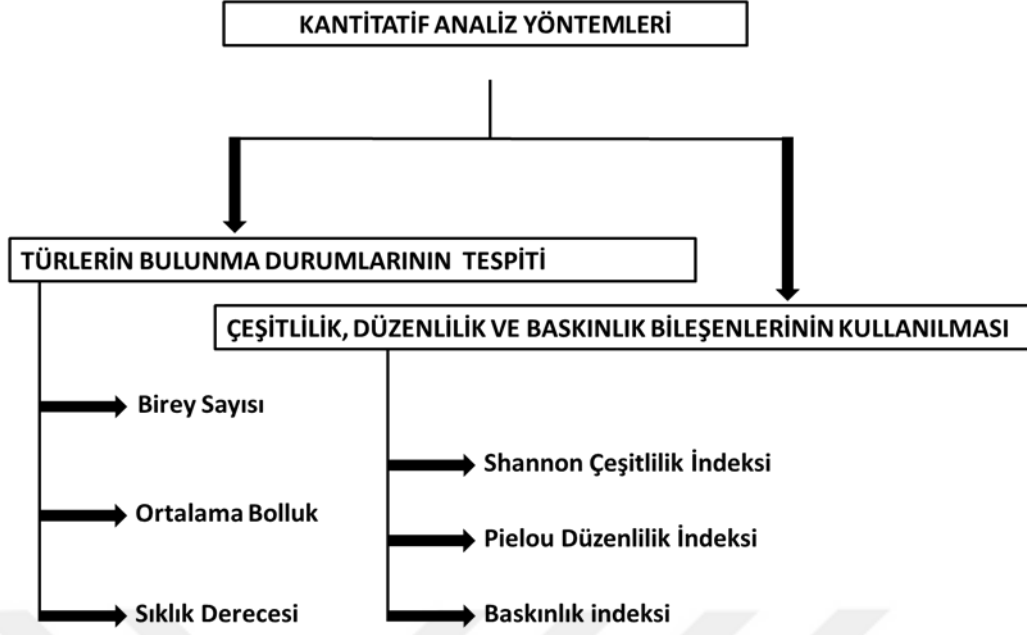 KANTİTATİF ANALİZ YÖNTEMLERİ
TÜRLERİN BULUNMA DURUMLARININ TESPİTİ
ÇEŞİTLİLİK, DÜZENLİLİK VE BASKINLIK BİLEŞENLERİNİN KULLANILMASI
Birey Sayısı
Ortalama Bolluk
Sıklık Derecesi
Shannon Çeşitlilik İndeksi
Pielou Düzenlilik İndeksi
Baskınlık indeksi